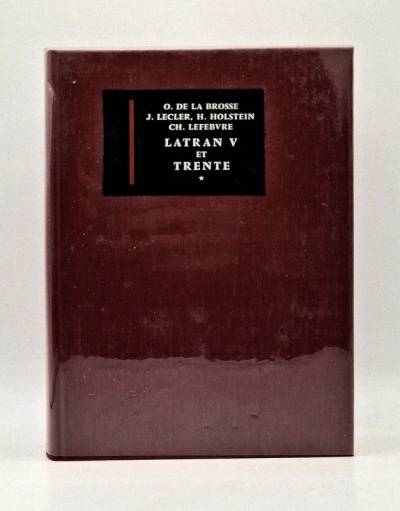 O. DE LA BROSSE
J. LECLER, H. HOLSTEIN
CH. LEFEBVRE
LATRAN V
ET
TRENTE
*